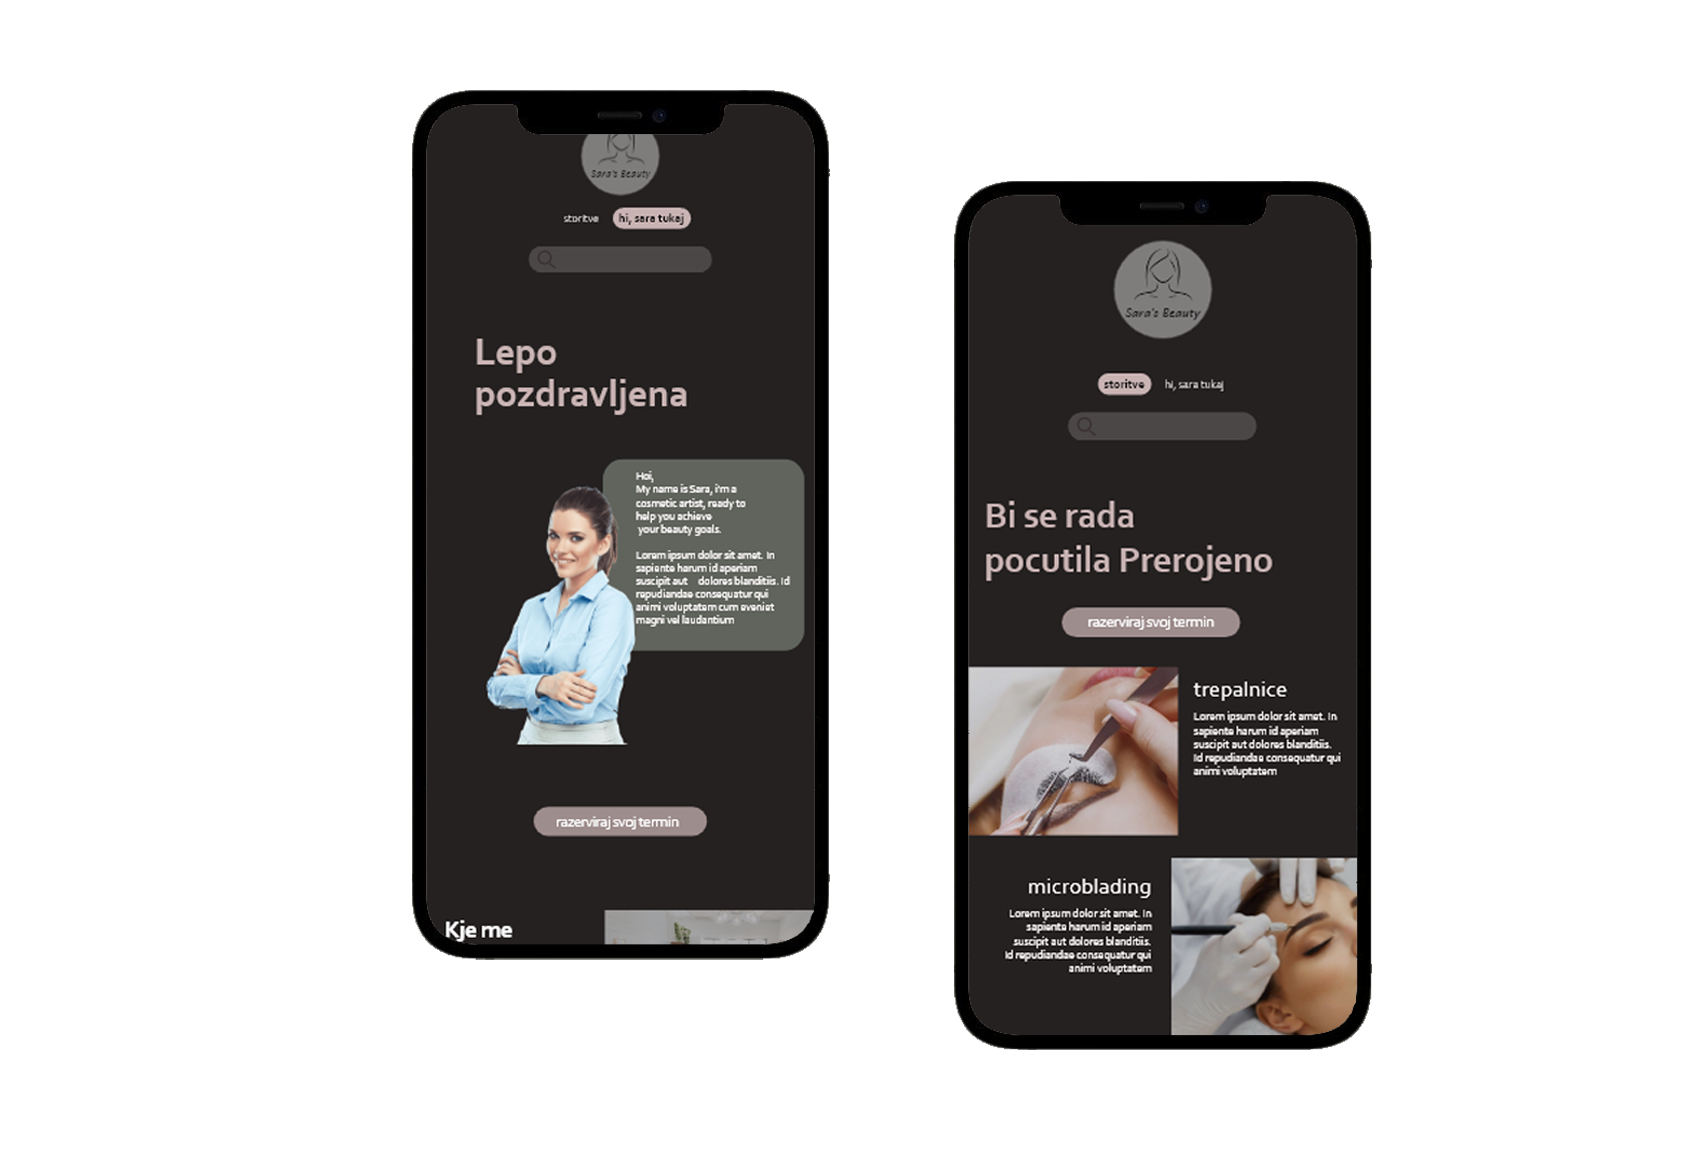 Sara's Beauty
storitve
hi, sara tukaj
Lepo
pozdravljena
Hoi,
My name is Sara, i'm a
cosmetic artist, ready to
help you achieve
your beauty goals.
Lorem ipsum dolor sit amet. In
sapiente harum id aperiam
suscipit aut dolores blanditiis. Id
repudiandae consequatur qui
animi voluptatem cum eveniet
magni vel laudantium
razerviraj svoj termin
Kje me
Sara's Beauty
storitve
hi, sara tukaj
Bi se rada
pocutila Prerojeno
razerviraj svoj termin
trepalnice
Lorem ipsum dolor sit amet. In
sapiente harum id aperiam
suscipit aut dolores blanditiis.
Id repudiandae consequatur qui
animi voluptatem
microblading
Lorem ipsum dolor sit amet. In
sapiente harum id aperiam
suscipit aut dolores blanditiis.
Id repudiandae consequatur qui
animi voluptatem